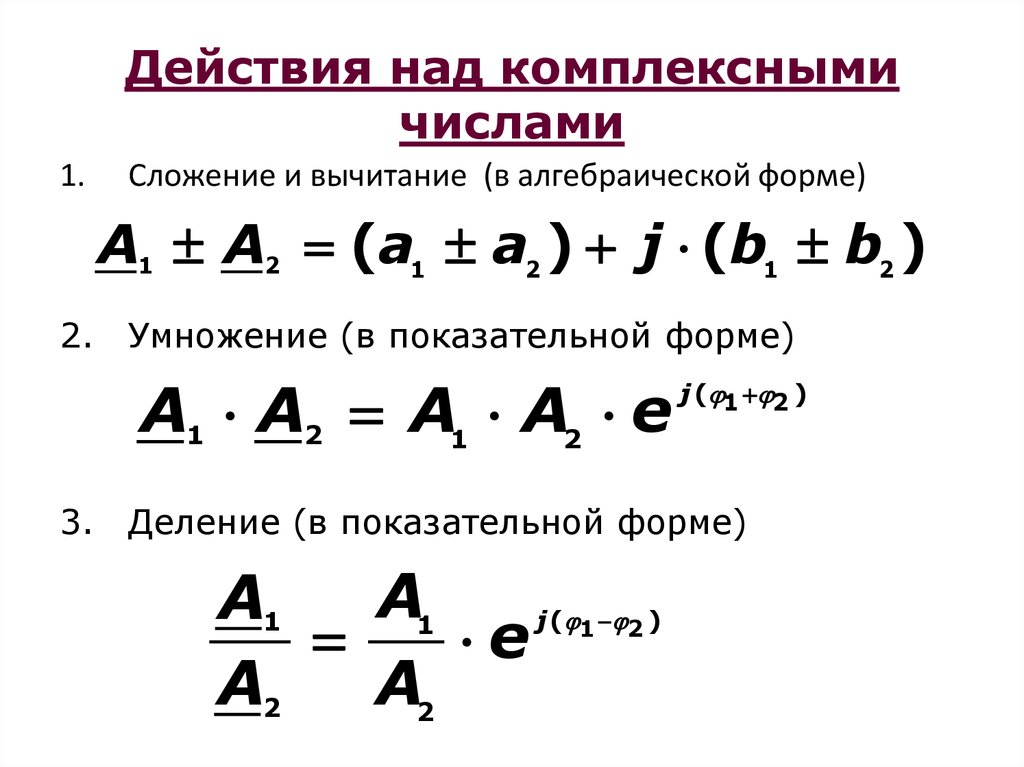 Действия над комплексными
числами
1. Сложение и вычитание (в алгебраической форме)
A₁ ± A₂ = (a₁ ± a₂) + j · (b₁ ± b₂)
2. Умножение (в показательной форме)
A₁ · A₂ = A₁ · A₂ · e^j(φ1+φ2)
3. Деление (в показательной форме)
A₁/A₂ = A₁/A₂ · e^j(φ1−φ2)